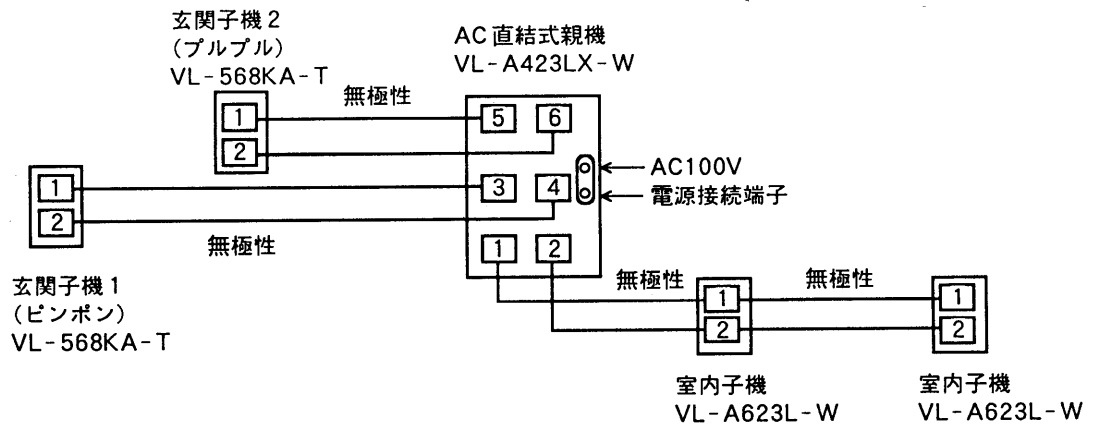 玄関子機2
(プルプル)
VL-568KA-T
AC直結式親機
VL-A423LX-W
無極性
1
2
5
6
AC100V
電源接続端子
1
2
3
4
無極性
1
2
玄関子機1
(ピンポン)
VL-568KA-T
無極性
無極性
1
2
1
2
室内子機
VL-A623L-W
室内子機
VL-A623L-W